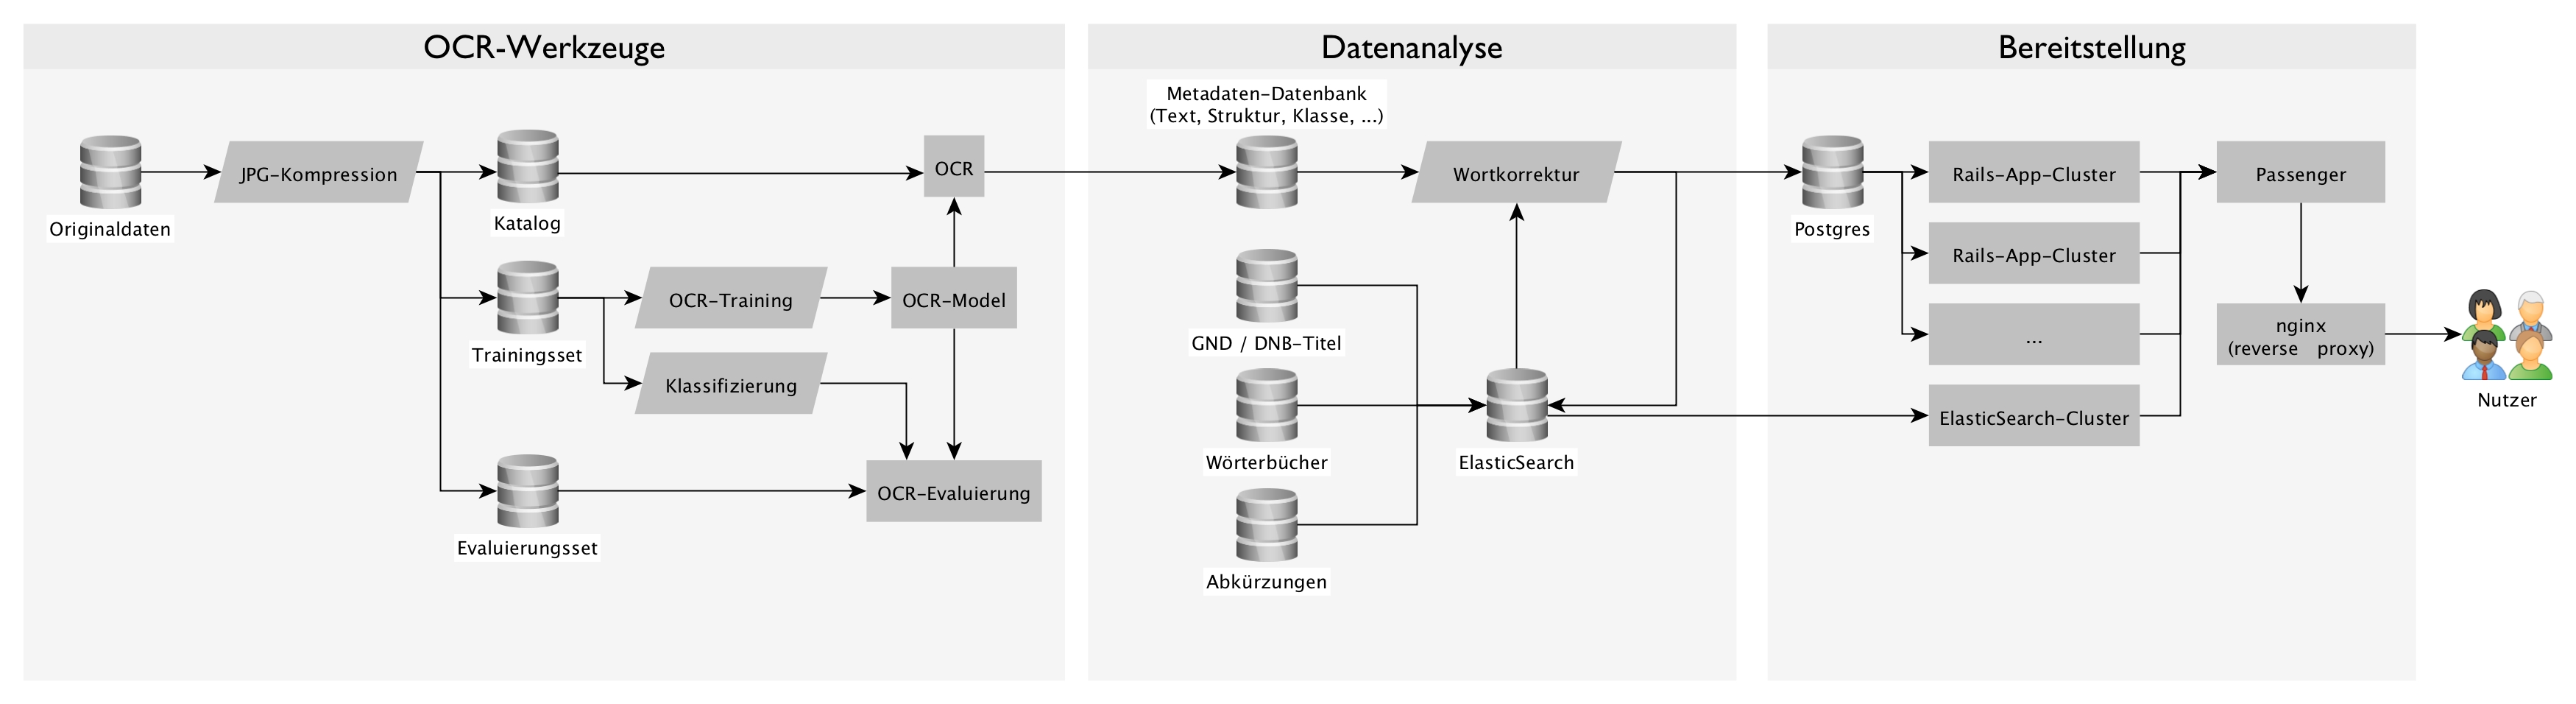 OCR-Werkzeuge
Originaldaten
JPG-Kompression
Katalog
OCR
Trainingsset
OCR-Training
OCR-Model
Klassifizierung
Evaluierungsset
OCR-Evaluierung
Datenanalyse
Metadaten-Datenbank
(Text, Struktur, Klasse, ...)
Wortkorrektur
GND / DNB-Titel
Wörterbücher
ElasticSearch
Abkürzungen
Bereitstellung
Postgres
Rails-App-Cluster
Rails-App-Cluster
...
ElasticSearch-Cluster
Passenger
nginx
(reverse proxy)
Nutzer